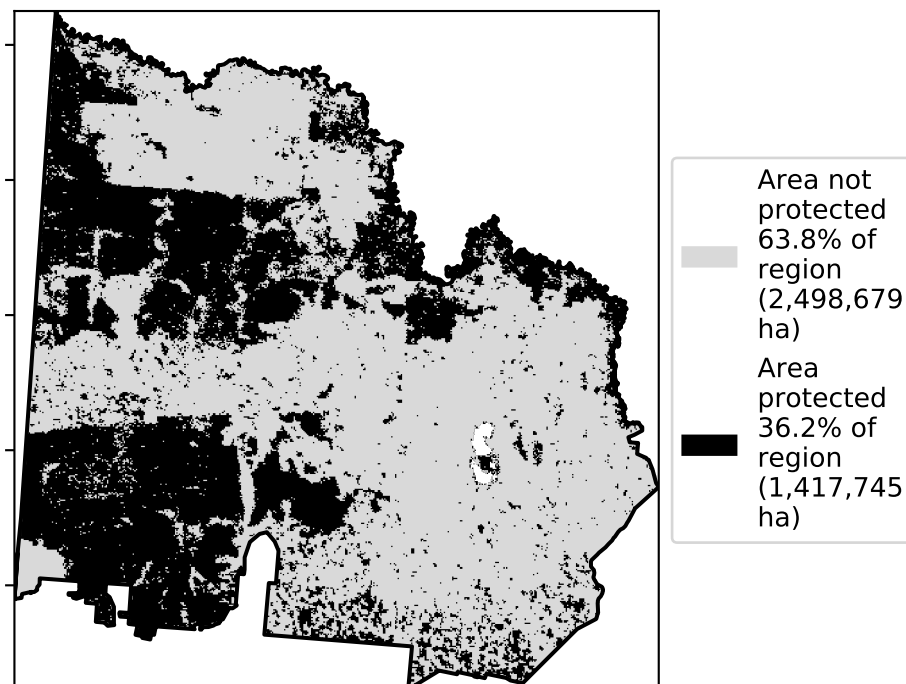 Area not
protected
63.8% of
region
(2,498,679
ha)
Area
protected
36.2% of
region
(1,417,745
ha)